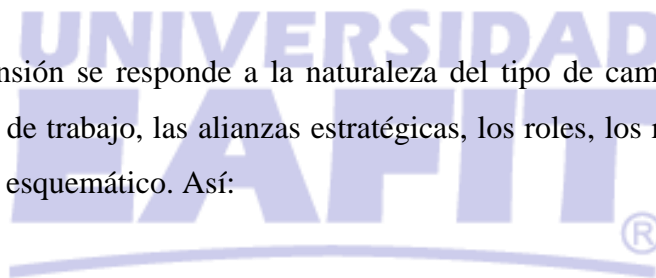 UNIVERSIDAD
nsión se responde a la naturaleza del tipo de cam
de trabajo, las alianzas estratégicas, los roles, los
esquemático. Así:
EAFIT
®